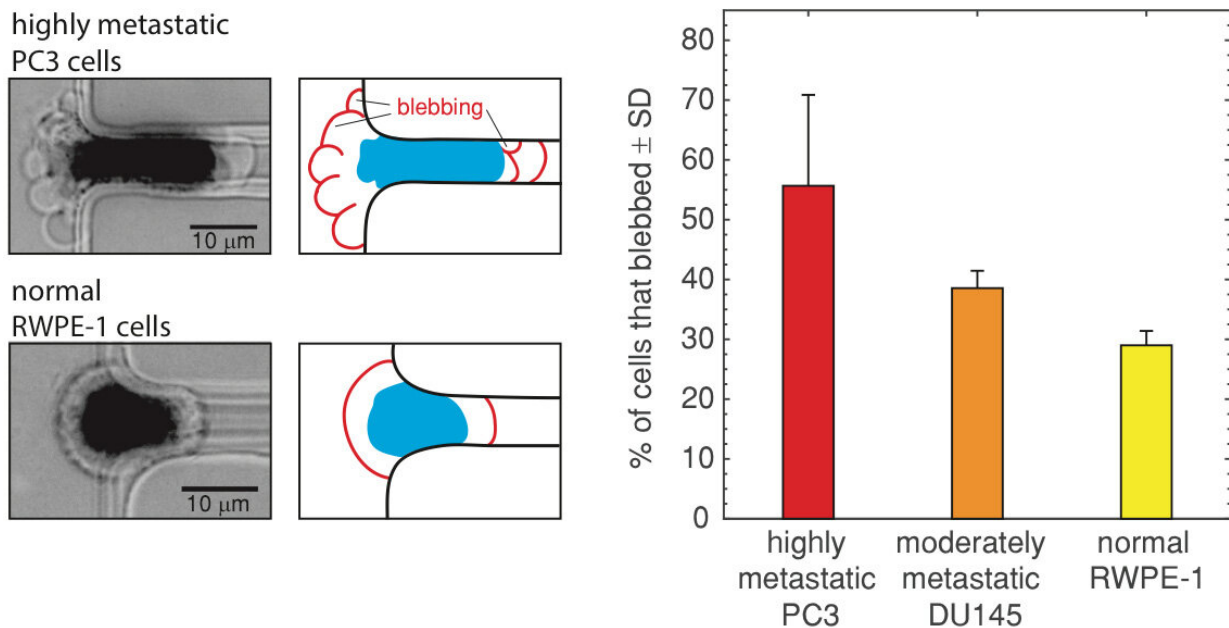 highly metastatic
PC3 cells
10 μm
blebbing
normal
RWPE-1 cells
10 μm
% of cells that blebbed ± SD
80
70
60
50
40
30
20
10
0
highly
metastatic
PC3
moderately
metastatic
DU145
normal
RWPE-1